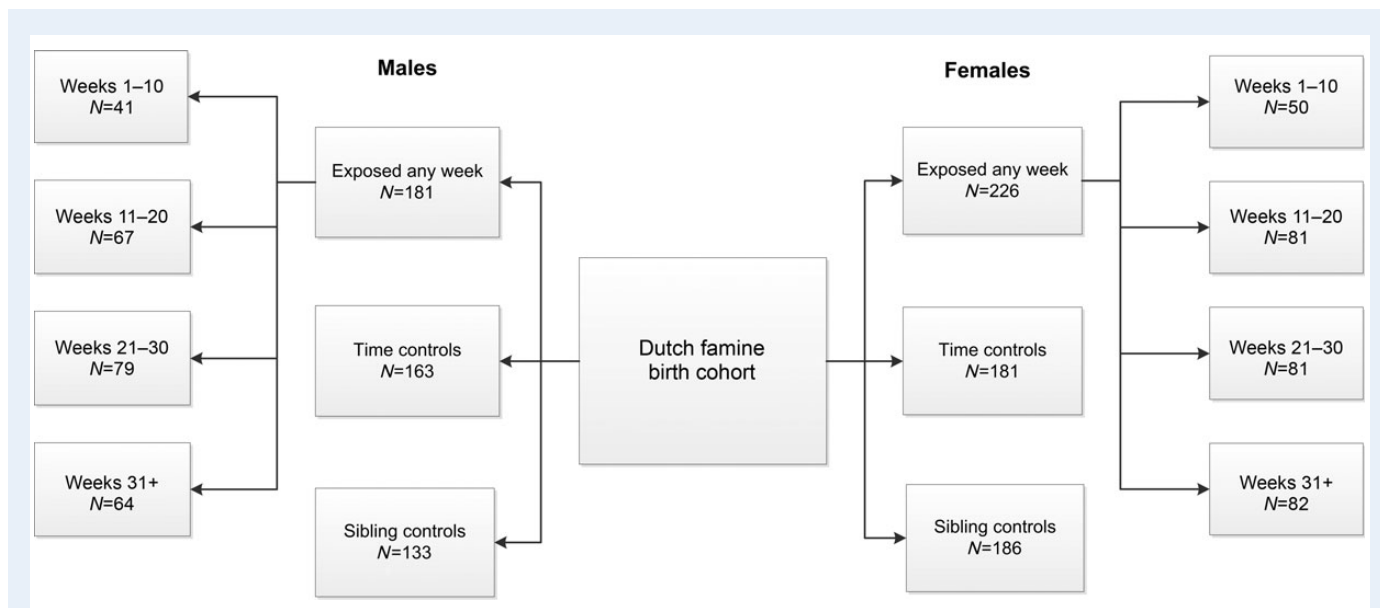 Males
Females
Weeks 1–10
N=41
Weeks 11–20
N=67
Weeks 21–30
N=79
Weeks 31+
N=64
Exposed any week
N=181
Time controls
N=163
Sibling controls
N=133
Dutch famine
birth cohort
Exposed any week
N=226
Time controls
N=181
Sibling controls
N=186
Weeks 1–10
N=50
Weeks 11–20
N=81
Weeks 21–30
N=81
Weeks 31+
N=82